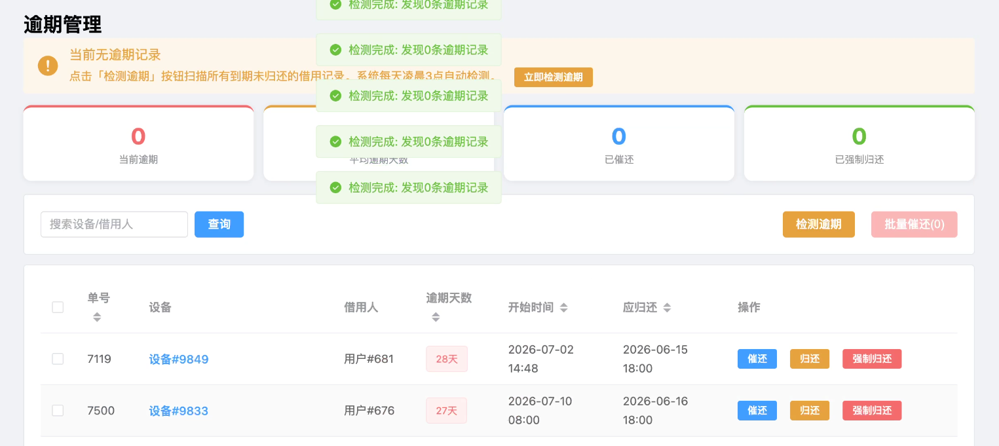 检测完成: 发现0条逾期记录
逾期管理
检测完成: 发现0条逾期记录
当前无逾期记录
点击「检测逾期」按钮扫描所有到期未归还的借用记录。系统每天凌晨3点自动检测。
立即检测逾期
检测完成: 发现0条逾期记录
0
当前逾期
检测完成: 发现0条逾期记录
平均逾期天数
0
已催还
0
已强制归还
检测完成: 发现0条逾期记录
搜索设备/借用人
查询
检测逾期
批量催还(0)
单号
设备
借用人
逾期天数
开始时间
应归还
操作
7119
设备#9849
用户#681
28天
2026-07-02
14:48
2026-06-15
18:00
催还
归还
强制归还
7500
设备#9833
用户#676
27天
2026-07-10
08:00
2026-06-16
18:00
催还
归还
强制归还